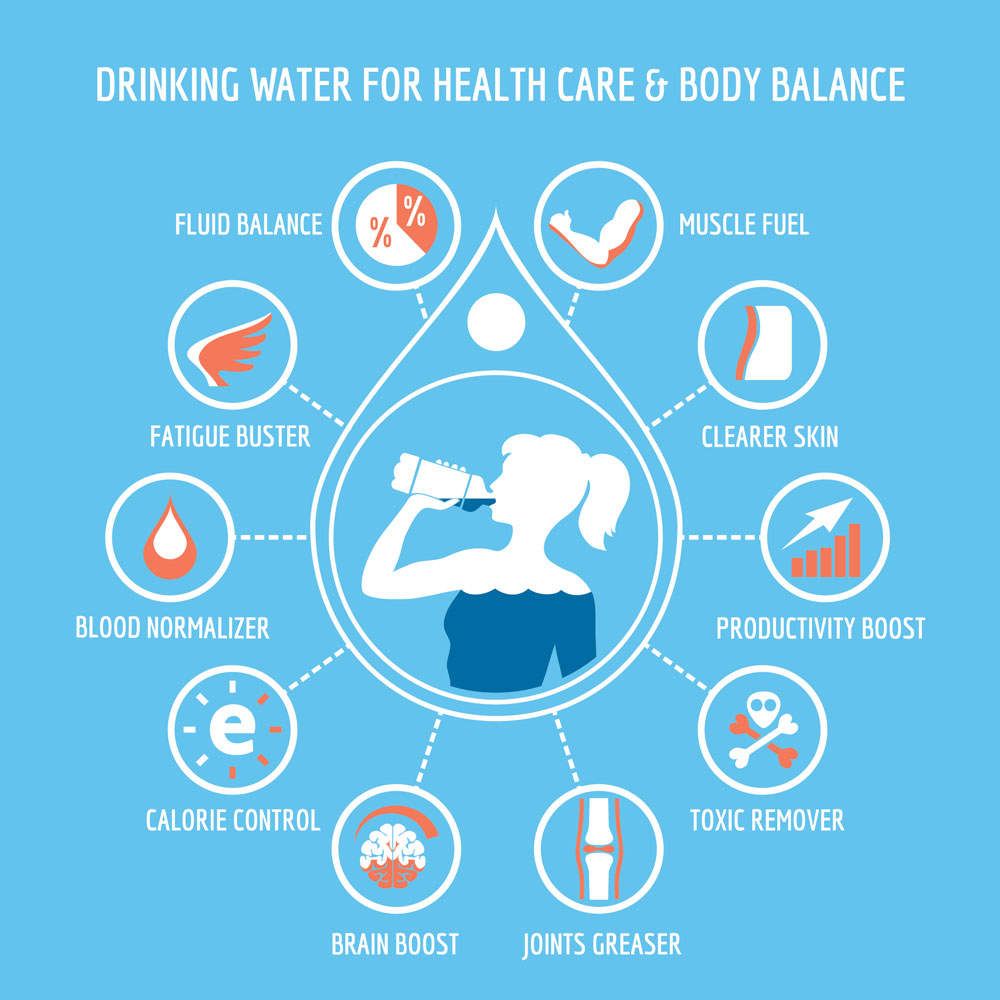 DRINKING WATER FOR HEALTH CARE & BODY BALANCE
FLUID BALANCE
% %
MUSCLE FUEL
FATIGUE BUSTER
CLEARER SKIN
BLOOD NORMALIZER
PRODUCTIVITY BOOST
e
CALORIE CONTROL
TOXIC REMOVER
BRAIN BOOST
JOINTS GREASER